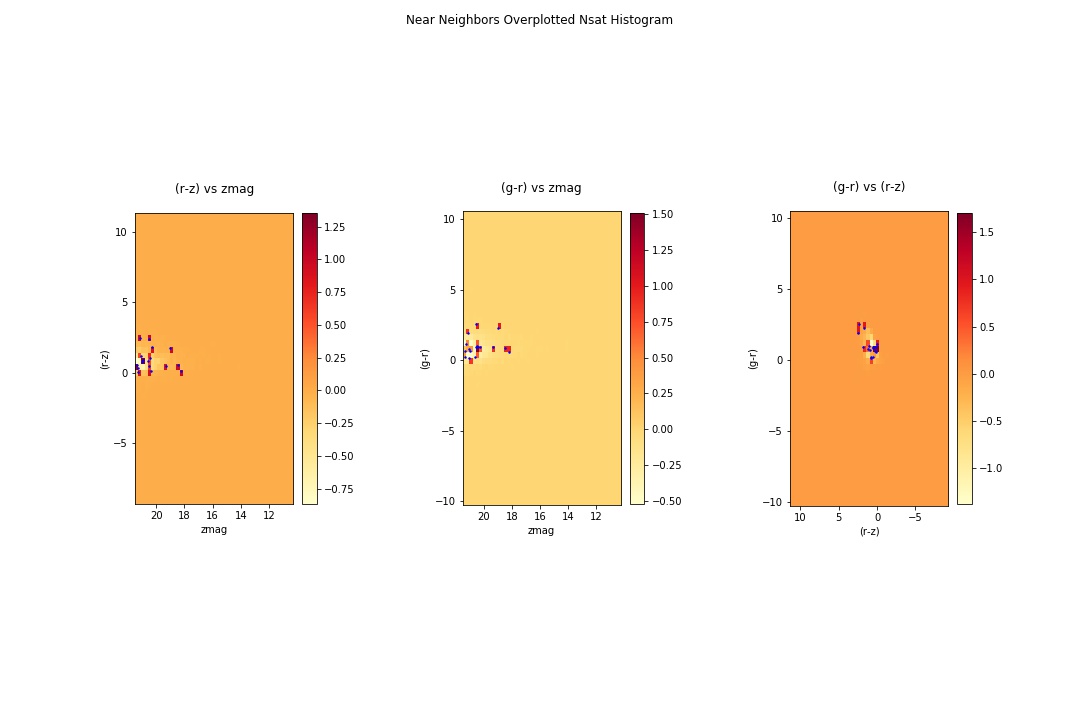 Near Neighbors Overplotted Nsat Histogram
(r-z) vs zmag
10
5
0
−5
(r-z)
20 18 16 14 12
zmag
1.25
1.00
0.75
0.50
0.25
0.00
−0.25
−0.50
−0.75
(g-r) vs zmag
10
5
0
−5
−10
(g-r)
20 18 16 14 12
zmag
1.50
1.25
1.00
0.75
0.50
0.25
0.00
−0.25
−0.50
(g-r) vs (r-z)
10
5
0
−5
−10
(g-r)
10 5 0 −5
(r-z)
1.5
1.0
0.5
0.0
−0.5
−1.0